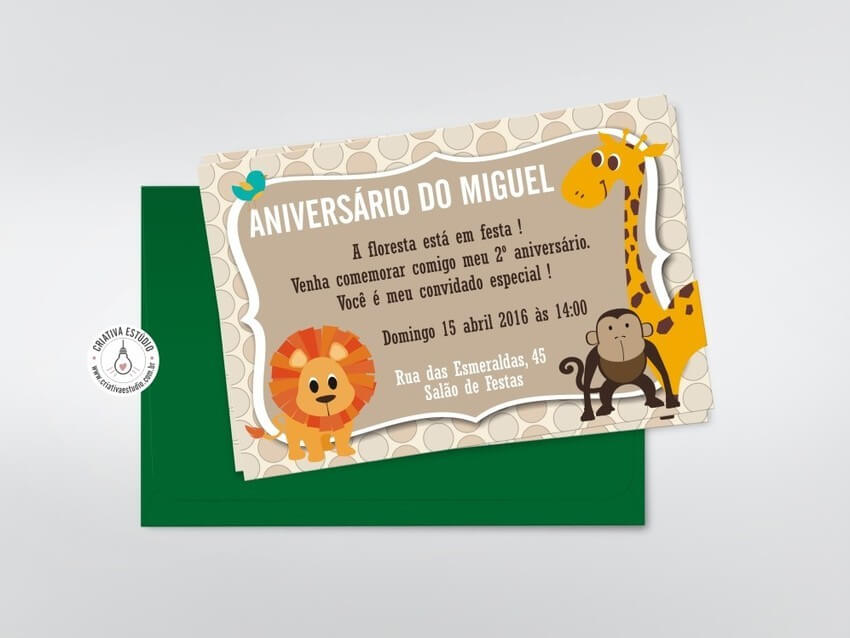 ANIVERSÁRIO DO MIGUEL
A floresta está em festa !
Venha comemorar comigo meu 2º aniversário.
Você é meu convidado especial !
Domingo 15 abril 2016 às 14:00
Rua das Esmeraldas, 45
Salão de Festas
CRIATIVA ESTÚDIO
www.criativaestudio.com.br